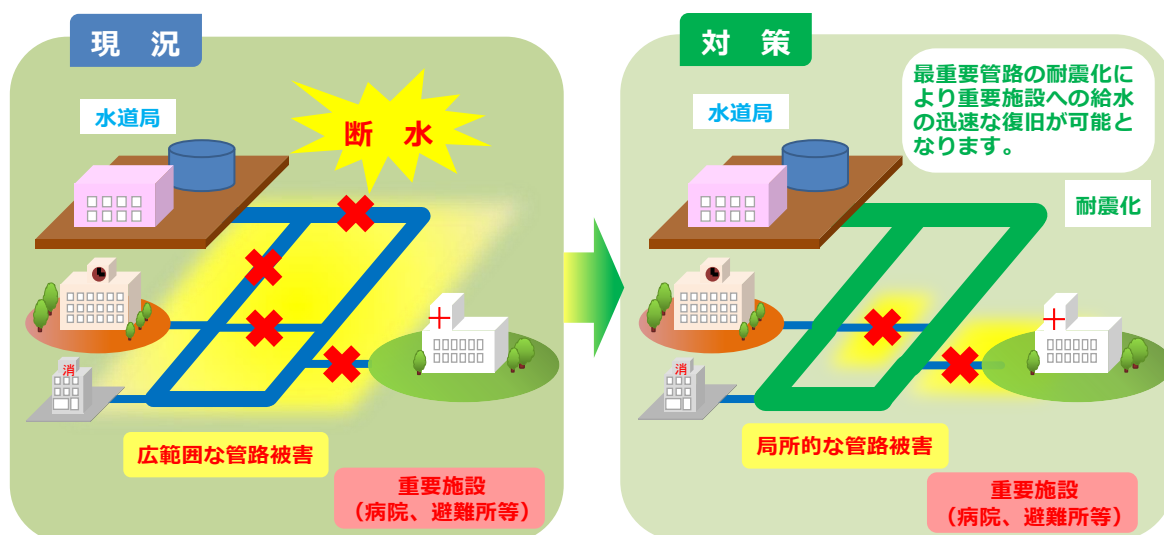 現 況
水道局
断 水
消
広範囲な管路被害
重要施設
（病院、避難所等）
対 策
最重要管路の耐震化に
より重要施設への給水
の迅速な復旧が可能と
なります。
水道局
耐震化
消
局所的な管路被害
重要施設
（病院、避難所等）